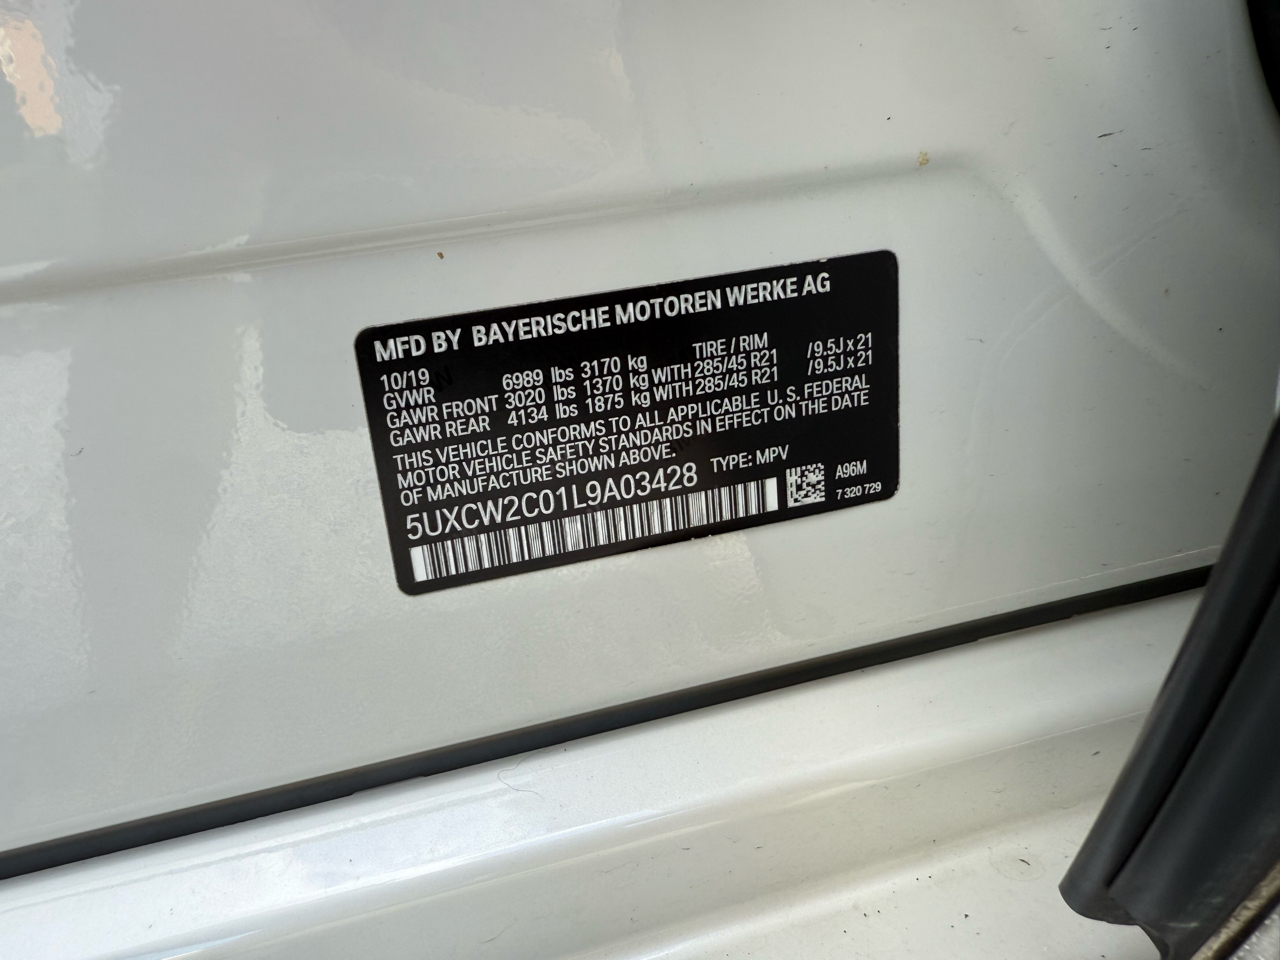 MFD BY BAYERISCHE MOTOREN WERKE AG
10/19 TIRE / RIM
GVWR 6989 lbs 3170 kg
GAWR FRONT 3020 lbs 1370 kg WITH 285/45 R21 /9.5J x 21
GAWR REAR 4134 lbs 1875 kg WITH 285/45 R21 /9.5J x 21
THIS VEHICLE CONFORMS TO ALL APPLICABLE U. S. FEDERAL
MOTOR VEHICLE SAFETY STANDARDS IN EFFECT ON THE DATE
OF MANUFACTURE SHOWN ABOVE.
5UXCW2C01L9A03428 TYPE: MPV
A96M
7 320 729